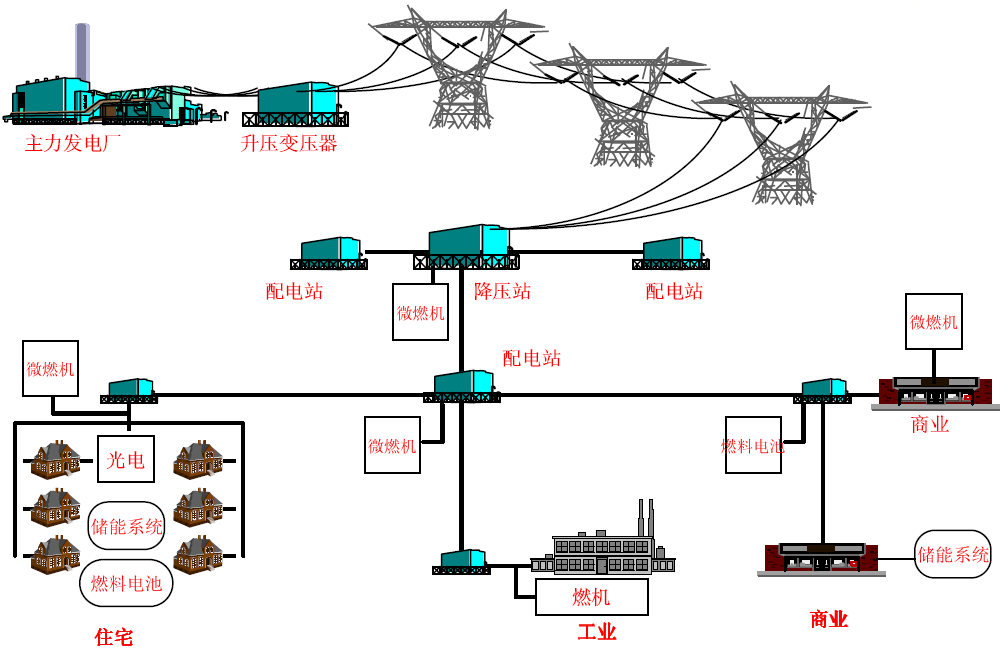 主力发电厂
升压变压器
配电站
降压站
配电站
微燃机
微燃机
配电站
微燃机
商业
微燃机
燃料电池
光电
储能系统
储能系统
燃料电池
燃机
住宅
工业
商业